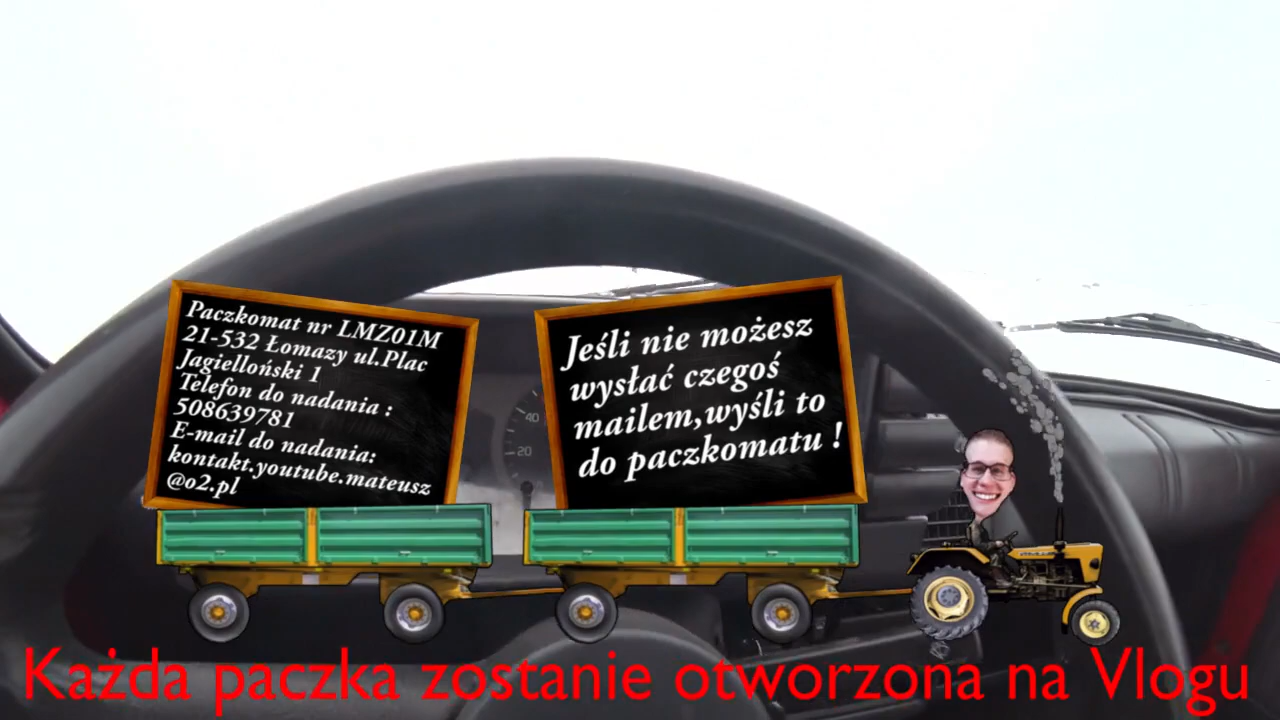 Paczkomat nr LMZ01M
21-532 Łomazy ul.Plac
Jagielloński 1
Telefon do nadania :
508639781
E-mail do nadania:
kontakt.youtube.mateusz
@o2.pl
Jeśli nie możesz
wysłać czegoś
mailem,wyśli to
do paczkomatu !
40
20
Każda paczka zostanie otworzona na Vlogu